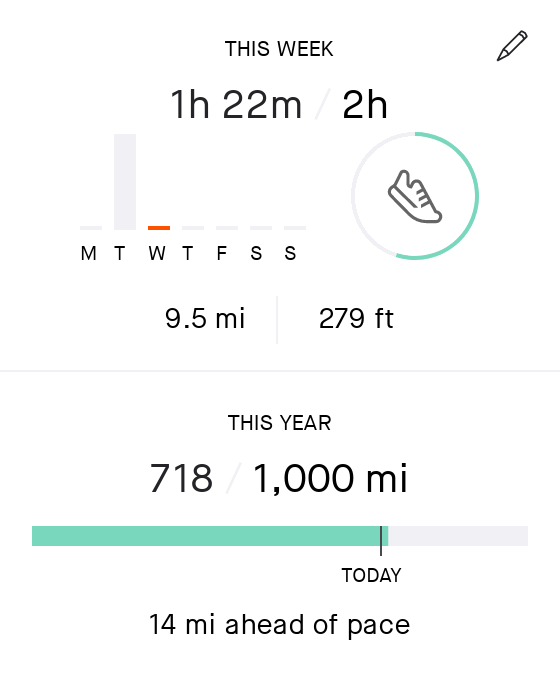 THIS WEEK
1h 22m / 2h
M T W T F S S
9.5 mi 279 ft
THIS YEAR
718 / 1,000 mi
TODAY
14 mi ahead of pace